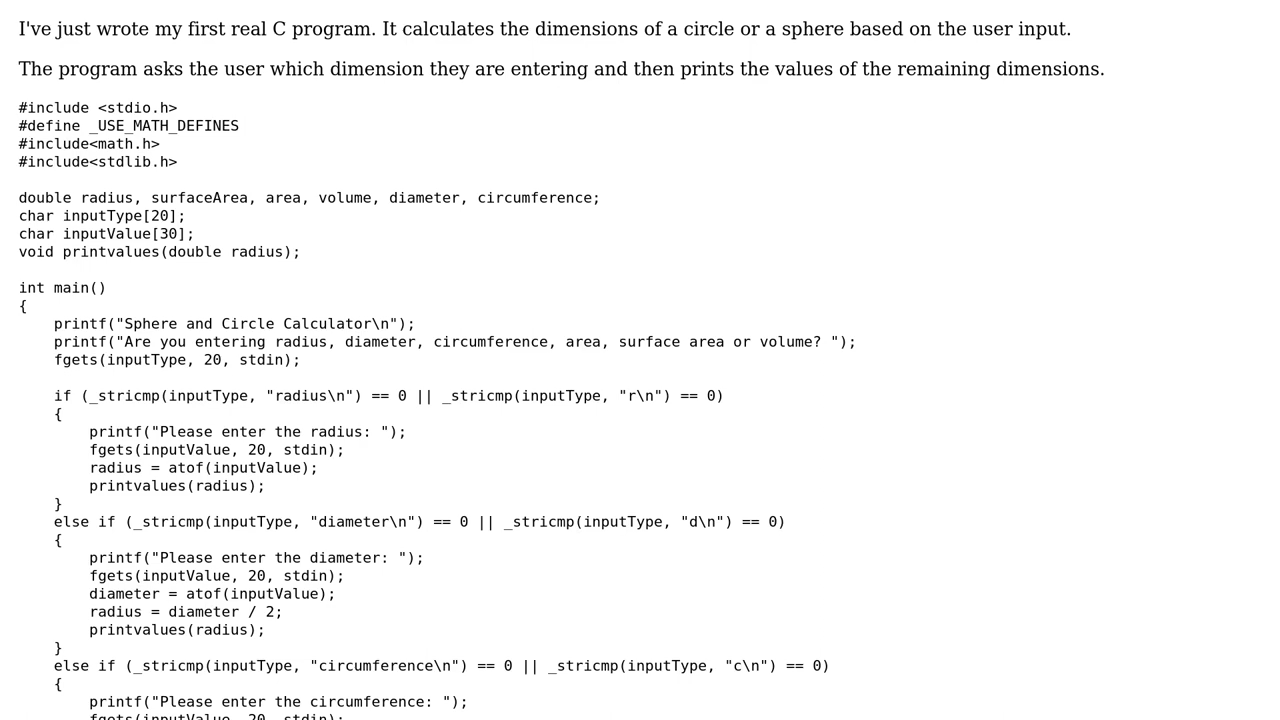 I've just wrote my first real C program. It calculates the dimensions of a circle or a sphere based on the user input.
The program asks the user which dimension they are entering and then prints the values of the remaining dimensions.
#include <stdio.h>
#define _USE_MATH_DEFINES
#include<math.h>
#include<stdlib.h>

double radius, surfaceArea, area, volume, diameter, circumference;
char inputType[20];
char inputValue[30];
void printvalues(double radius);

int main()
{
    printf("Sphere and Circle Calculator\n");
    printf("Are you entering radius, diameter, circumference, area, surface area or volume? ");
    fgets(inputType, 20, stdin);

    if (_stricmp(inputType, "radius\n") == 0 || _stricmp(inputType, "r\n") == 0)
    {
        printf("Please enter the radius: ");
        fgets(inputValue, 20, stdin);
        radius = atof(inputValue);
        printvalues(radius);
    }
    else if (_stricmp(inputType, "diameter\n") == 0 || _stricmp(inputType, "d\n") == 0)
    {
        printf("Please enter the diameter: ");
        fgets(inputValue, 20, stdin);
        diameter = atof(inputValue);
        radius = diameter / 2;
        printvalues(radius);
    }
    else if (_stricmp(inputType, "circumference\n") == 0 || _stricmp(inputType, "c\n") == 0)
    {
        printf("Please enter the circumference: ");
        fgets(inputValue, 20, stdin);